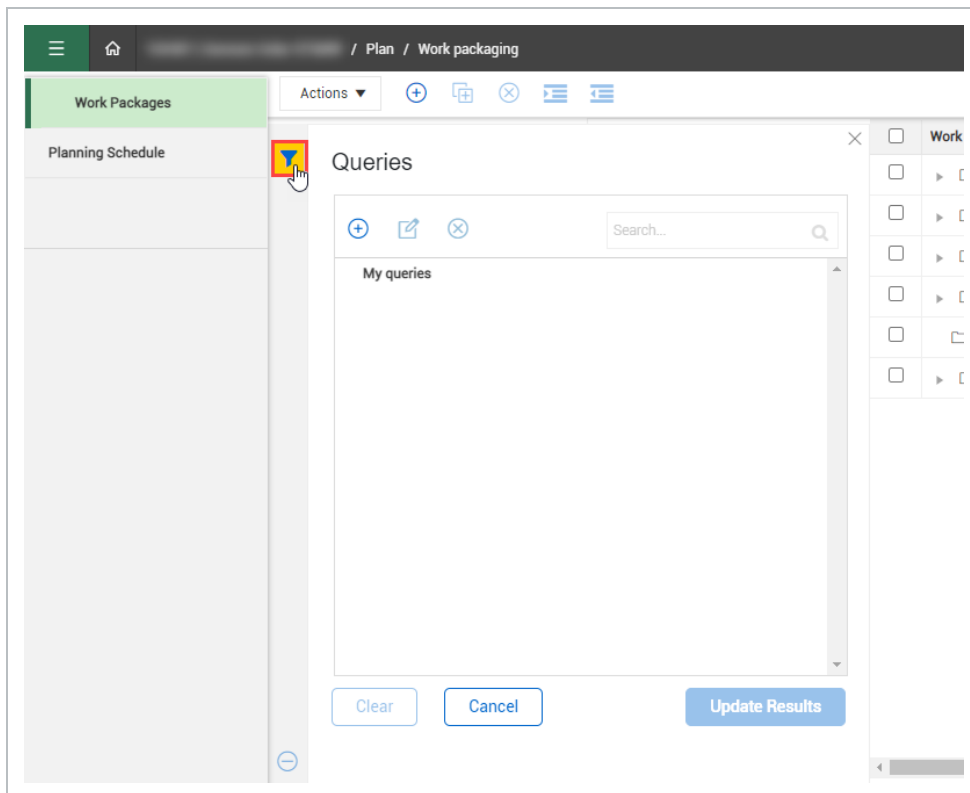 / Plan / Work packaging
Work Packages
Planning Schedule
Actions
Work
Queries
Search...
My queries
Clear
Cancel
Update Results